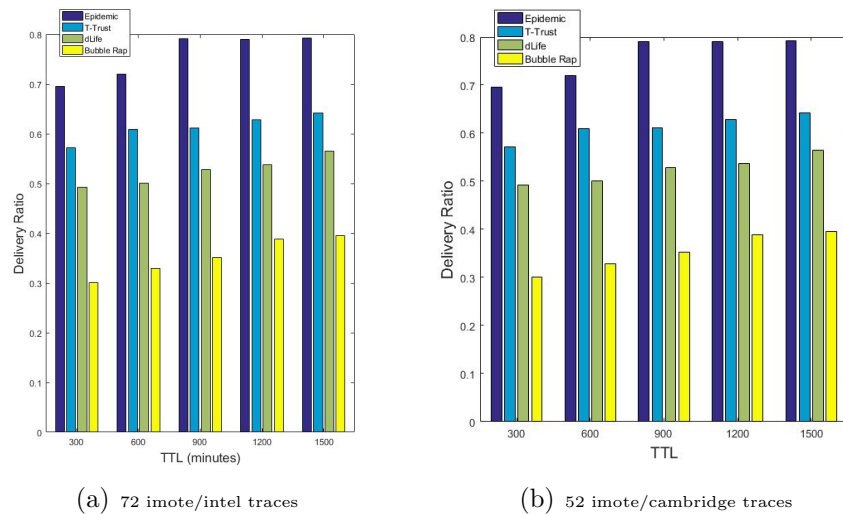 Epidemic
T-Trust
dLife
Bubble Rap
0.8
0.7
0.6
0.5
0.4
0.3
0.2
0.1
0
Delivery Ratio
300 600 900 1200 1500
TTL (minutes)
(a) 72 imote/intel traces
Epidemic
T-Trust
dLife
Bubble Rap
0.8
0.7
0.6
0.5
0.4
0.3
0.2
0.1
0
Delivery Ratio
300 600 900 1200 1500
TTL
(b) 52 imote/cambridge traces